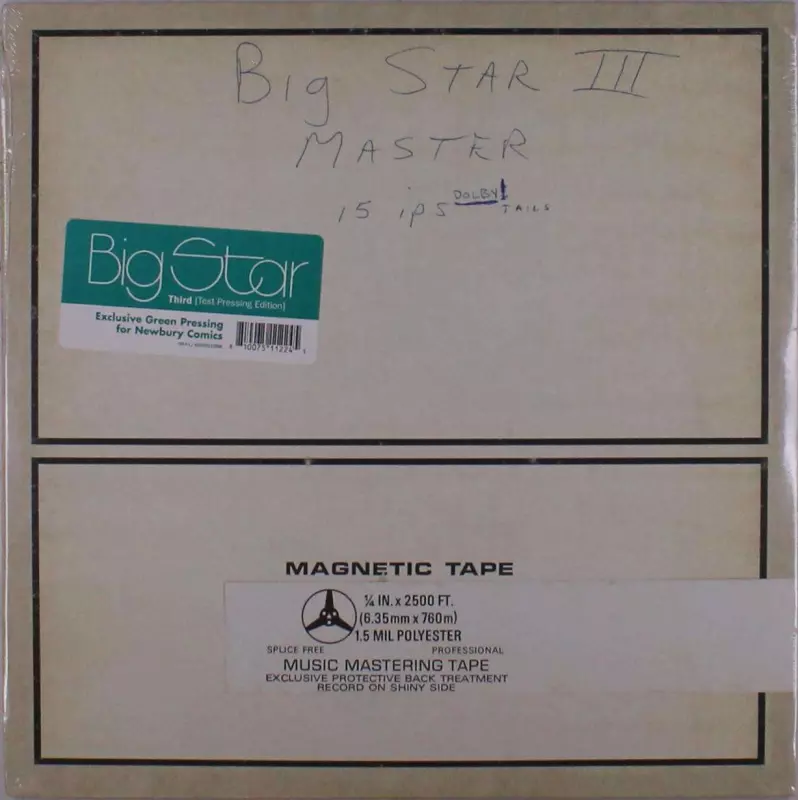 Big STAR III
MASTER
15 ips DOLBY TAILS
Big Star
Third (Test Pressing Edition)
Exclusive Green Pressing
for Newbury Comics
MAGNETIC TAPE
¼ IN. x 2500 FT.
(6.35mm x 760m)
1.5 MIL POLYESTER
SPLICE FREE PROFESSIONAL
MUSIC MASTERING TAPE
EXCLUSIVE PROTECTIVE BACK TREATMENT
RECORD ON SHINY SIDE